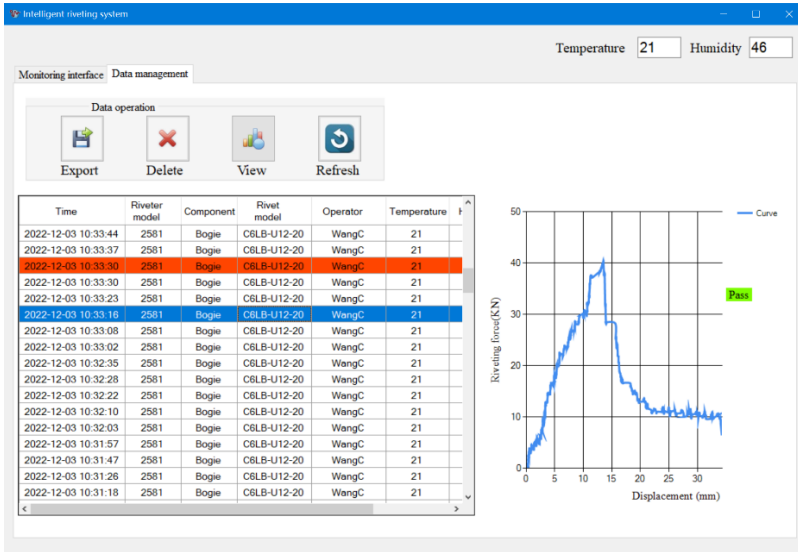 Intelligent riveting system
Temperature 21 Humidity 46
Monitoring interface Data management
Data operation
Export Delete View Refresh
Time Riveter model Component Rivet model Operator Temperature
2022-12-03 10:33:44 2581 Bogie C6LB-U12-20 WangC 21
2022-12-03 10:33:37 2581 Bogie C6LB-U12-20 WangC 21
2022-12-03 10:33:30 2581 Bogie C6LB-U12-20 WangC 21
2022-12-03 10:33:30 2581 Bogie C6LB-U12-20 WangC 21
2022-12-03 10:33:23 2581 Bogie C6LB-U12-20 WangC 21
2022-12-03 10:33:16 2581 Bogie C6LB-U12-20 WangC 21
2022-12-03 10:33:08 2581 Bogie C6LB-U12-20 WangC 21
2022-12-03 10:33:02 2581 Bogie C6LB-U12-20 WangC 21
2022-12-03 10:32:35 2581 Bogie C6LB-U12-20 WangC 21
2022-12-03 10:32:28 2581 Bogie C6LB-U12-20 WangC 21
2022-12-03 10:32:22 2581 Bogie C6LB-U12-20 WangC 21
2022-12-03 10:32:10 2581 Bogie C6LB-U12-20 WangC 21
2022-12-03 10:32:03 2581 Bogie C6LB-U12-20 WangC 21
2022-12-03 10:31:57 2581 Bogie C6LB-U12-20 WangC 21
2022-12-03 10:31:47 2581 Bogie C6LB-U12-20 WangC 21
2022-12-03 10:31:26 2581 Bogie C6LB-U12-20 WangC 21
2022-12-03 10:31:18 2581 Bogie C6LB-U12-20 WangC 21
Riveting force(KN)
50
40
30
20
10
0
0 5 10 15 20 25 30
Displacement (mm)
Curve
Pass